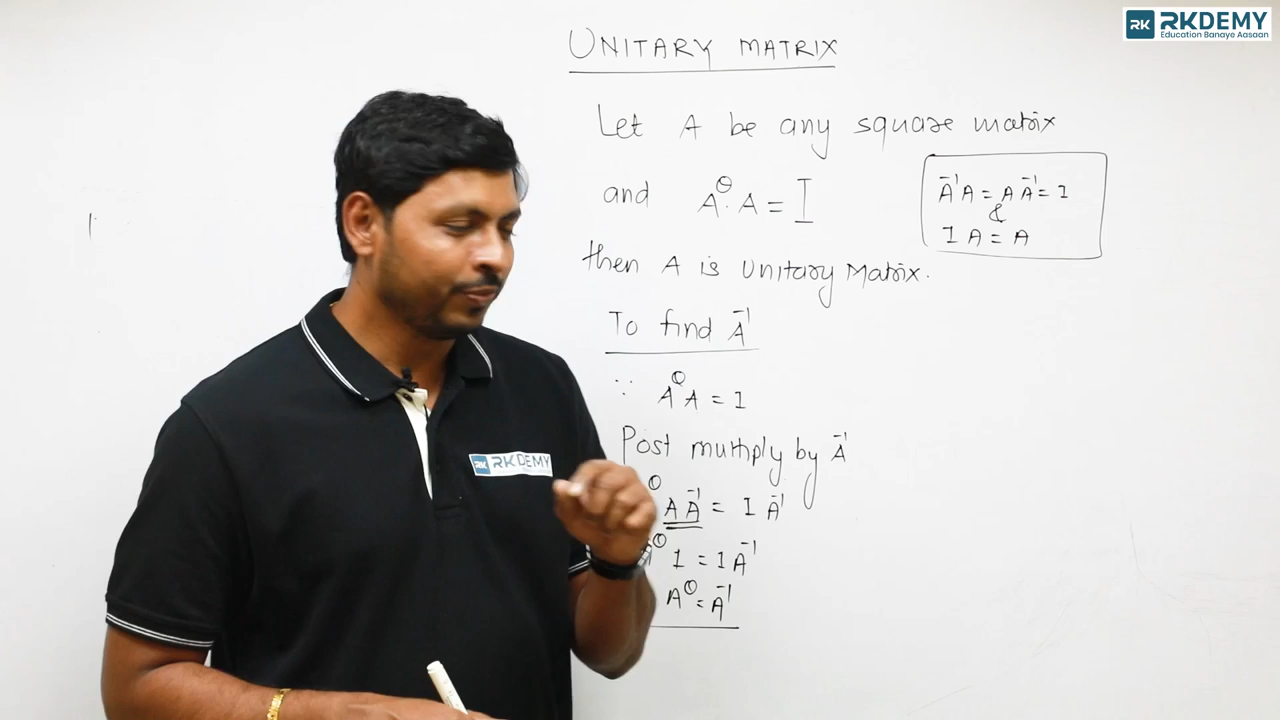 RK RKDEMY
Education Banaye Aasaan
UNITARY MATRIX
Let A be any square matrix
and A^θ . A = I
A⁻¹A = AA⁻¹ = I
&
IA = A
then A is Unitary Matrix.
To find A⁻¹
∵ A^θ A = I
Post multiply by A⁻¹
θ AA⁻¹ = I A⁻¹
θ I = IA⁻¹
A^θ = A⁻¹
RK RKDEMY